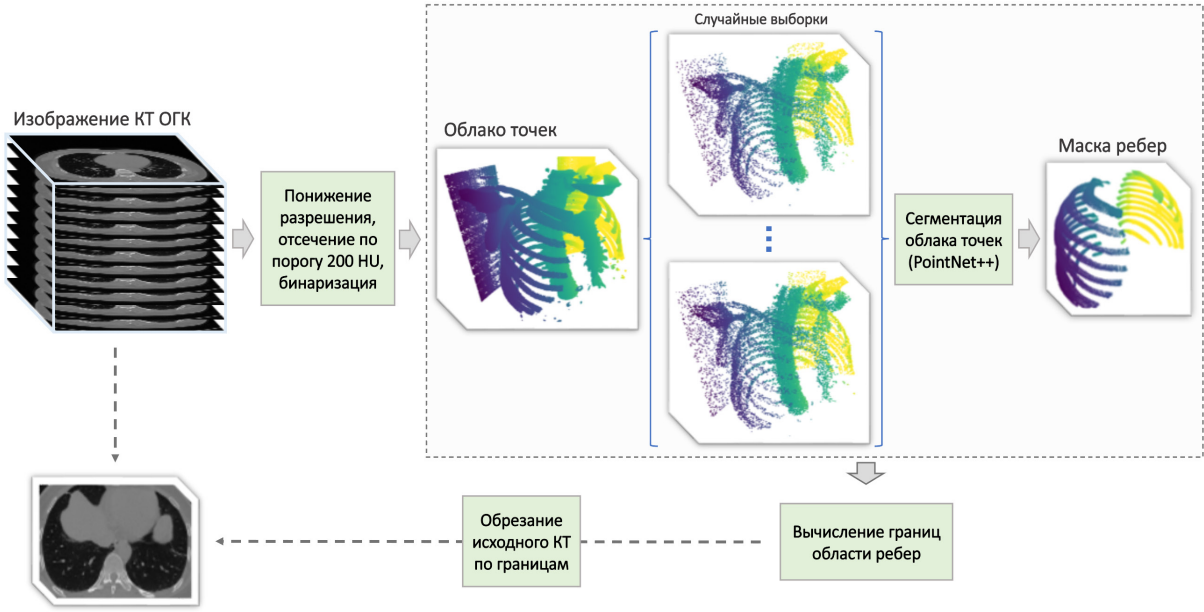 Изображение КТ ОГК
Понижение
разрешения,
отсечение по
порогу 200 HU,
бинаризация
Облако точек
Случайные выборки
Сегментация
облака точек
(PointNet++)
Маска ребер
Вычисление границ
области ребер
Обрезание
исходного КТ
по границам